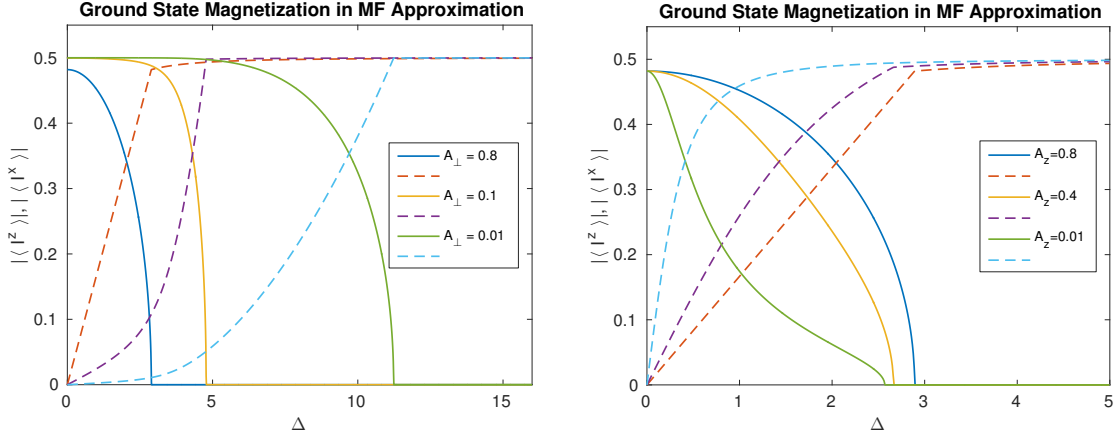 Ground State Magnetization in MF Approximation
|⟨ I^z ⟩|, |⟨ I^x ⟩|
0.5
0.4
0.3
0.2
0.1
0
A_⊥ = 0.8
A_⊥ = 0.1
A_⊥ = 0.01
0 5 10 15
Δ
Ground State Magnetization in MF Approximation
|⟨ I^z ⟩|, |⟨ I^x ⟩|
0.5
0.4
0.3
0.2
0.1
0
A_z=0.8
A_z=0.4
A_z=0.01
0 1 2 3 4 5
Δ